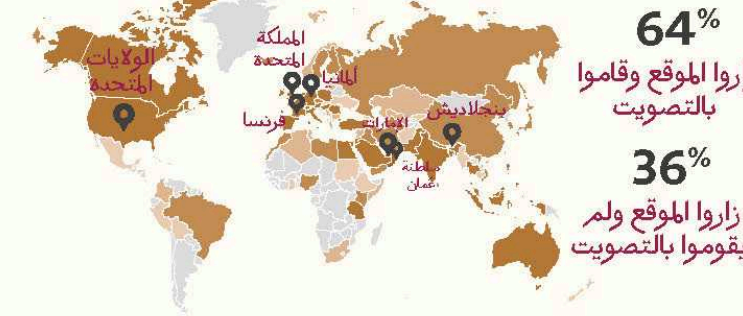 64%
زاروا الموقع وقاموا
بالتصويت
36%
زاروا الموقع ولم
يقوموا بالتصويت
المملكة
المتحدة
الولايات
المتحدة
ألمانيا
فرنسا
الإمارات
بنجلاديش
سلطنة
عمان